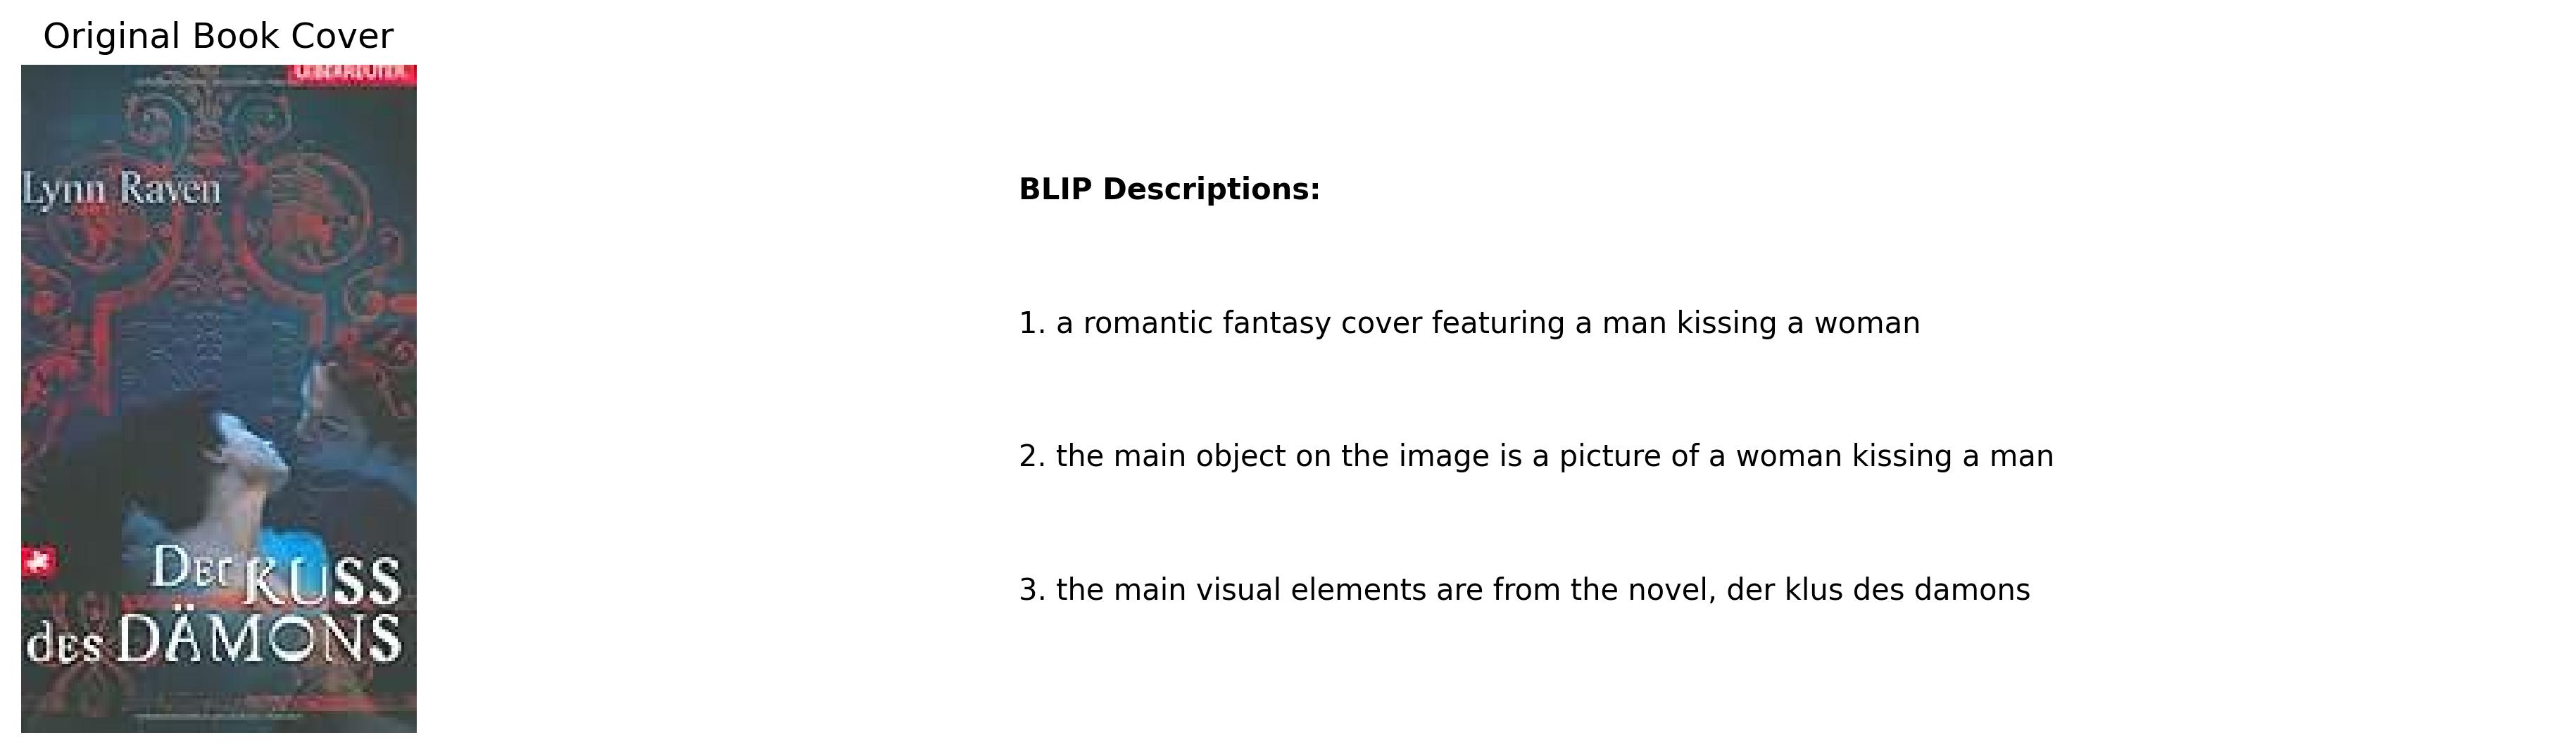 Original Book Cover
Lynn Raven
Der KUSS
des DÄMONS
BLIP Descriptions:
1. a romantic fantasy cover featuring a man kissing a woman
2. the main object on the image is a picture of a woman kissing a man
3. the main visual elements are from the novel, der klus des damons